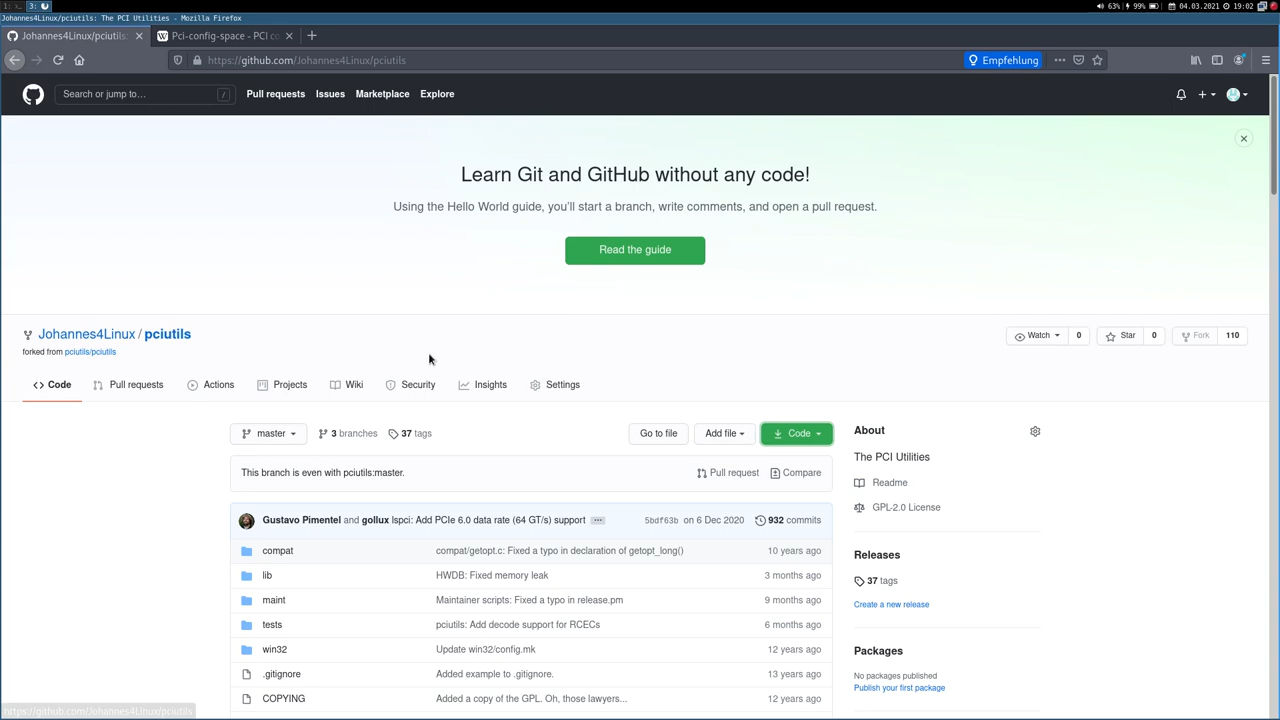 1: >_ 3:
63% 99% 04.03.2021 19:02
Johannes4Linux/pciutils: The PCI Utilities - Mozilla Firefox
Johannes4Linux/pciutils: × W Pci-config-space - PCI co × +
https://github.com/Johannes4Linux/pciutils Empfehlung
Search or jump to… / Pull requests Issues Marketplace Explore
Learn Git and GitHub without any code!
Using the Hello World guide, you’ll start a branch, write comments, and open a pull request.
Read the guide
Johannes4Linux / pciutils
Watch 0 Star 0 Fork 110
forked from pciutils/pciutils
Code Pull requests Actions Projects Wiki Security Insights Settings
master 3 branches 37 tags Go to file Add file Code
This branch is even with pciutils:master. Pull request Compare
Gustavo Pimentel and gollux lspci: Add PCIe 6.0 data rate (64 GT/s) support ... 5bdf63b on 6 Dec 2020 932 commits
compat compat/getopt.c: Fixed a typo in declaration of getopt_long() 10 years ago
lib HWDB: Fixed memory leak 3 months ago
maint Maintainer scripts: Fixed a typo in release.pm 9 months ago
tests pciutils: Add decode support for RCECs 6 months ago
win32 Update win32/config.mk 12 years ago
.gitignore Added example to .gitignore. 13 years ago
COPYING Added a copy of the GPL. Oh, those lawyers... 12 years ago
About
The PCI Utilities
Readme
GPL-2.0 License
Releases
37 tags
Create a new release
Packages
No packages published
Publish your first package
https://github.com/Johannes4Linux/pciutils